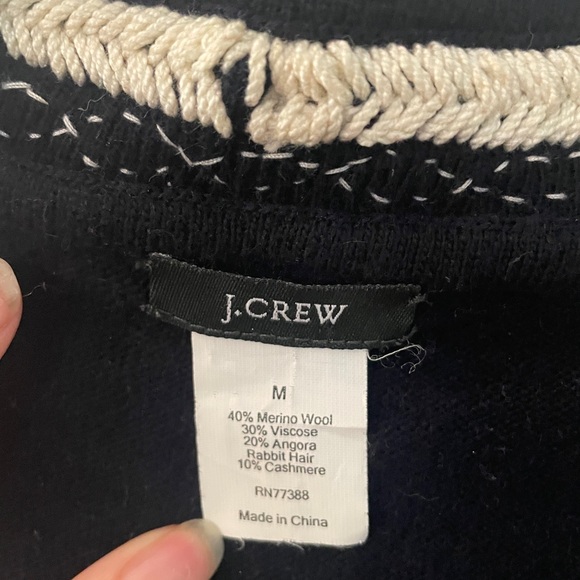 J.CREW
M
40% Merino Wool
30% Viscose
20% Angora
Rabbit Hair
10% Cashmere
RN77388
Made in China